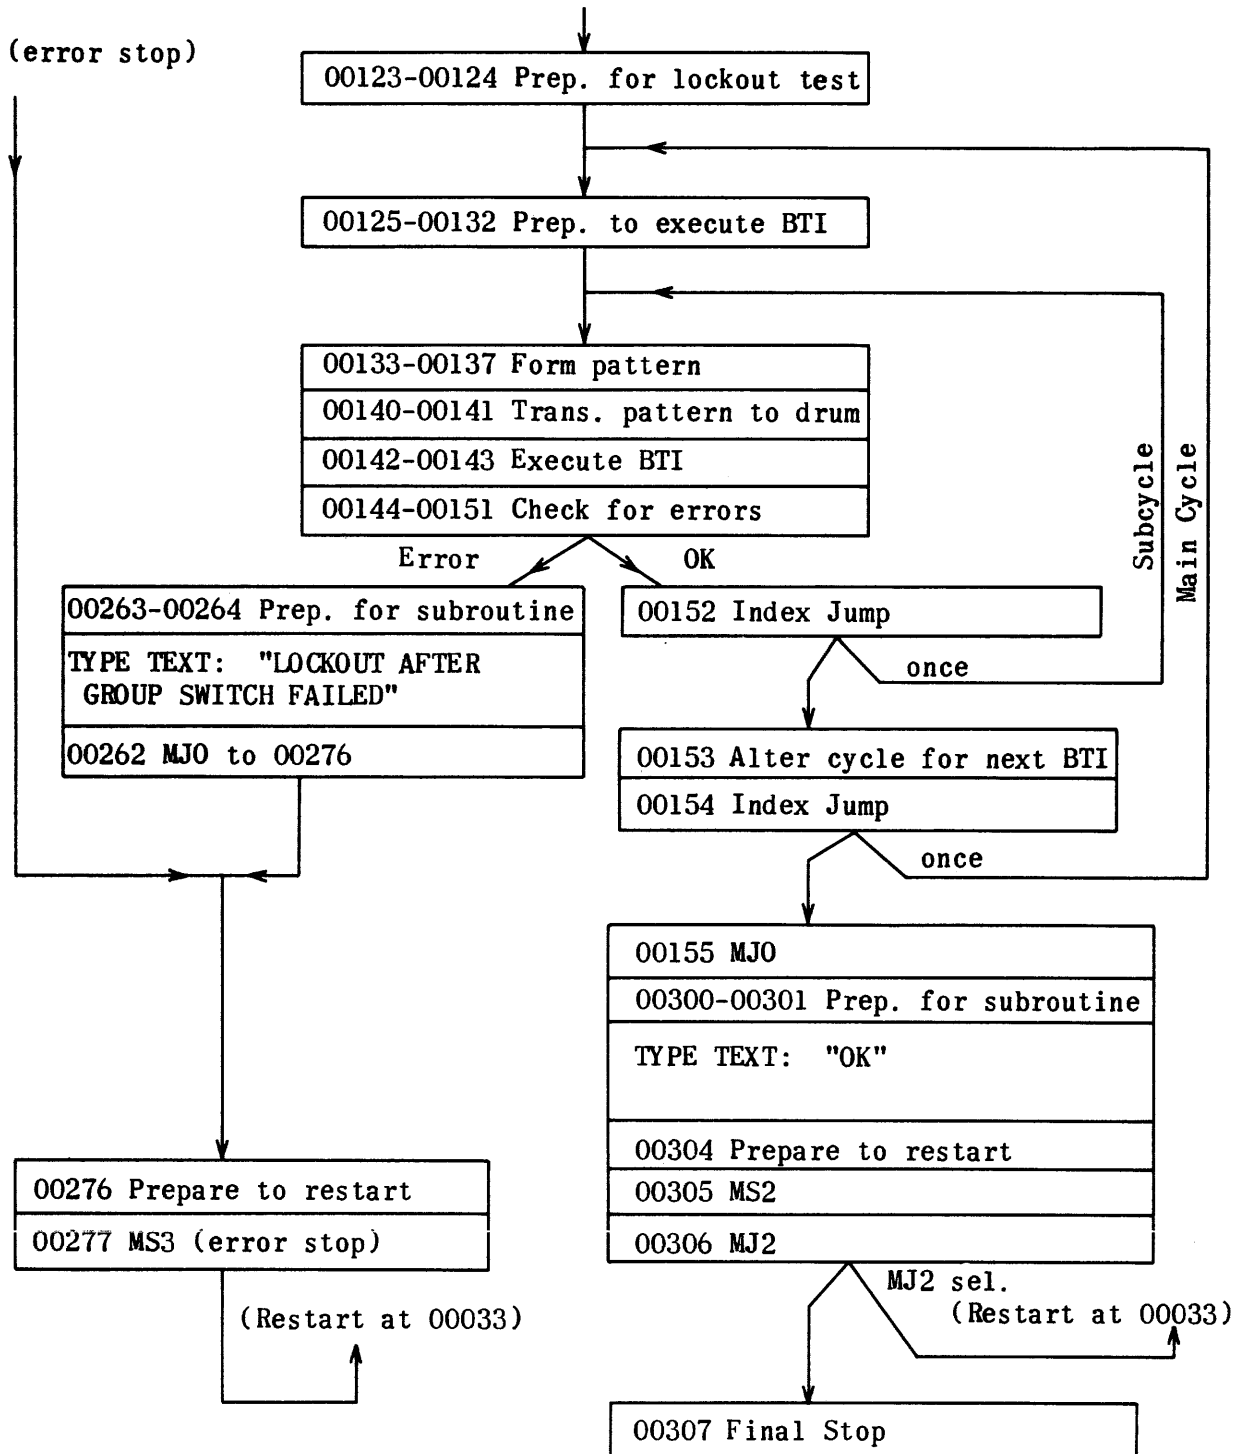 (error stop)
00123-00124 Prep. for lockout test
00125-00132 Prep. to execute BTI
00133-00137 Form pattern
00140-00141 Trans. pattern to drum
00142-00143 Execute BTI
00144-00151 Check for errors
Subcycle
Main Cycle
Error
OK
00263-00264 Prep. for subroutine
TYPE TEXT: "LOCKOUT AFTER
GROUP SWITCH FAILED"
00262 MJ0 to 00276
00152 Index Jump
once
00153 Alter cycle for next BTI
00154 Index Jump
once
00155 MJ0
00300-00301 Prep. for subroutine
TYPE TEXT: "OK"
00304 Prepare to restart
00305 MS2
00306 MJ2
00276 Prepare to restart
00277 MS3 (error stop)
(Restart at 00033)
MJ2 sel.
(Restart at 00033)
00307 Final Stop